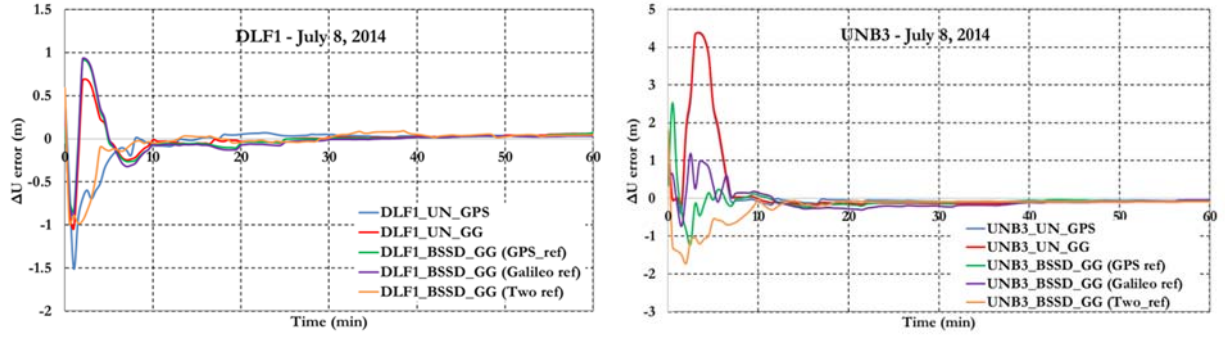 DLF1 - July 8, 2014
ΔU error (m)
1.5
1
0.5
0
-0.5
-1
-1.5
-2
0
10
20
30
40
50
60
Time (min)
DLF1_UN_GPS
DLF1_UN_GG
DLF1_BSSD_GG (GPS_ref)
DLF1_BSSD_GG (Galileo ref)
DLF1_BSSD_GG (Two ref)
UNB3 - July 8, 2014
ΔU error (m)
5
4
3
2
1
0
-1
-2
-3
0
10
20
30
40
50
60
Time (min)
UNB3_UN_GPS
UNB3_UN_GG
UNB3_BSSD_GG (GPS ref)
UNB3_BSSD_GG (Galileo ref)
UNB3_BSSD_GG (Two_ref)